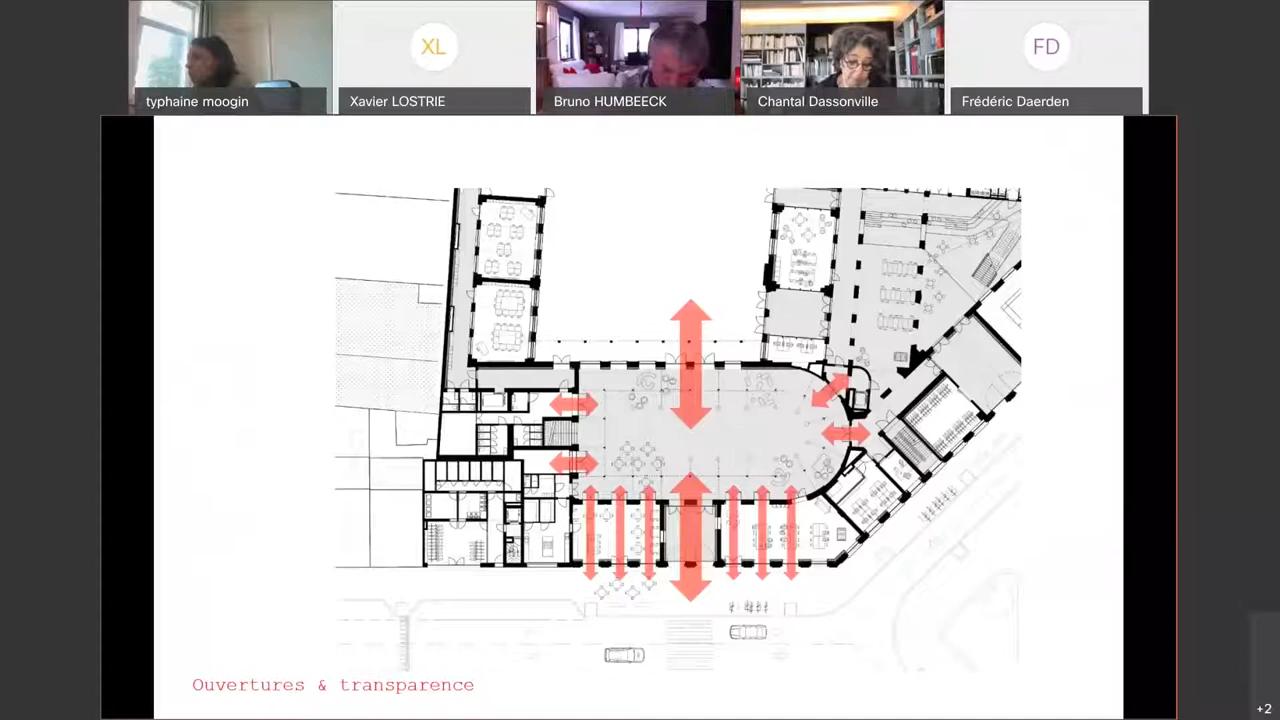 XL
FD
typhaine moogin
Xavier LOSTRIE
Bruno HUMBEECK
Chantal Dassonville
Frédéric Daerden
Ouvertures & transparence
+2